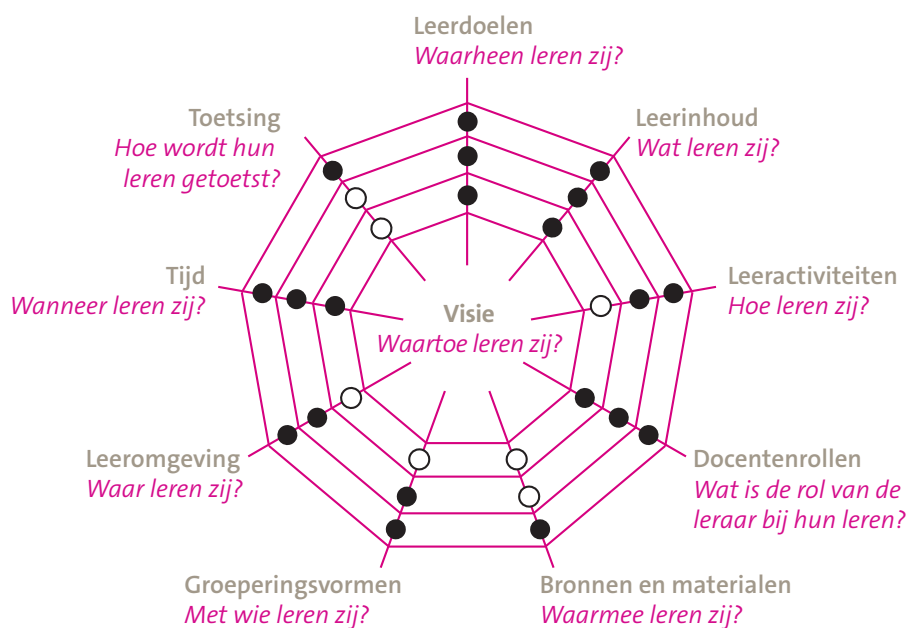 Leerdoelen
Waarheen leren zij?
Leerinhoud
Wat leren zij?
Leeractiviteiten
Hoe leren zij?
Docentenrollen
Wat is de rol van de
leraar bij hun leren?
Bronnen en materialen
Waarmee leren zij?
Groeperingsvormen
Met wie leren zij?
Leeromgeving
Waar leren zij?
Tijd
Wanneer leren zij?
Toetsing
Hoe wordt hun
leren getoetst?
Visie
Waartoe leren zij?